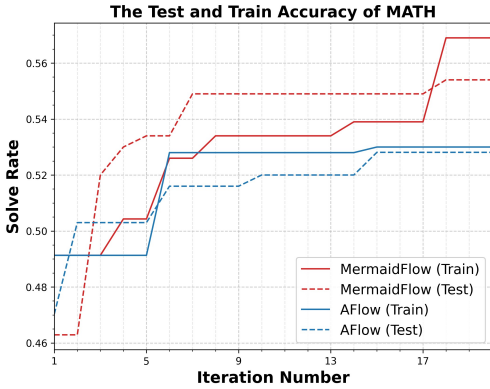 The Test and Train Accuracy of MATH
Solve Rate
0.56
0.54
0.52
0.50
0.48
0.46
1 5 9 13 17
Iteration Number
MermaidFlow (Train)
MermaidFlow (Test)
AFlow (Train)
AFlow (Test)